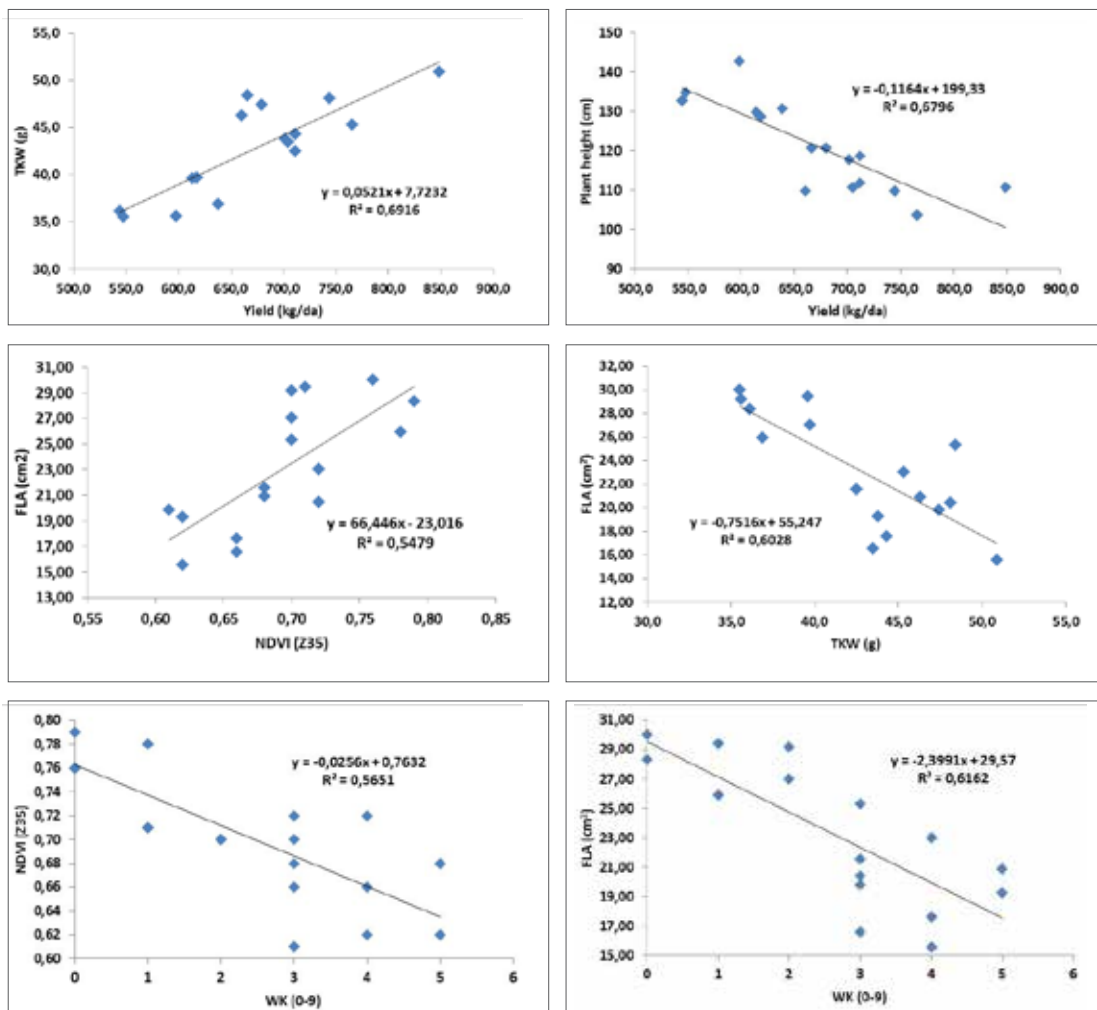 TKW (g)
55,0
50,0
45,0
40,0
35,0
30,0
y = 0,0521x + 7,7232
R² = 0,6916
500,0 550,0 600,0 650,0 700,0 750,0 800,0 850,0 900,0
Yield (kg/da)
Plant height (cm)
150
140
130
120
110
100
90
y = -0,1164x + 199,33
R² = 0,6796
500,0 550,0 600,0 650,0 700,0 750,0 800,0 850,0 900,0
Yield (kg/da)
FLA (cm2)
31,00
29,00
27,00
25,00
23,00
21,00
19,00
17,00
15,00
13,00
y = 66,446x - 23,016
R² = 0,5479
0,55 0,60 0,65 0,70 0,75 0,80 0,85
NDVI (Z35)
FLA (cm²)
32,00
30,00
28,00
26,00
24,00
22,00
20,00
18,00
16,00
14,00
12,00
y = -0,7516x + 55,247
R² = 0,6028
30,0 35,0 40,0 45,0 50,0 55,0
TKW (g)
NDVI (Z35)
0,80
0,78
0,76
0,74
0,72
0,70
0,68
0,66
0,64
0,62
0,60
y = -0,0256x + 0,7632
R² = 0,5651
0 1 2 3 4 5 6
WK (0-9)
FLA (cm²)
31,00
29,00
27,00
25,00
23,00
21,00
19,00
17,00
15,00
y = -2,3991x + 29,57
R² = 0,6162
0 1 2 3 4 5 6
WK (0-9)